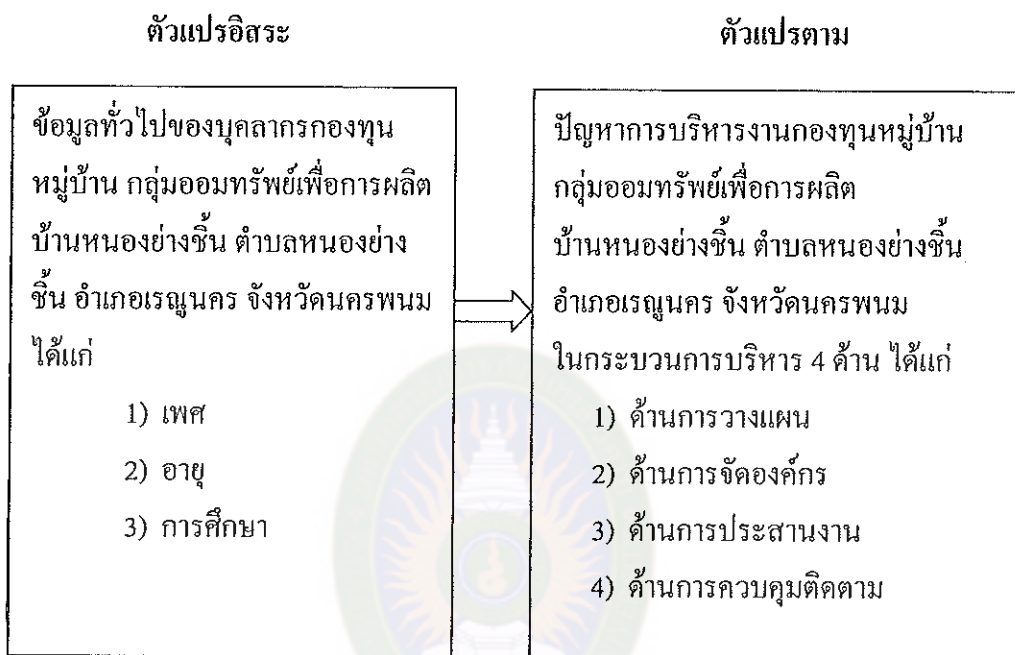 ตัวแปรอิสระ
ข้อมูลทั่วไปของบุคลากรกองทุน
หมู่บ้าน กลุ่มออมทรัพย์เพื่อการผลิต
บ้านหนองย่างชิ้น ตำบลหนองย่าง
ชิ้น อำเภอเรณูนคร จังหวัดนครพนม
ได้แก่
1) เพศ
2) อายุ
3) การศึกษา
ตัวแปรตาม
ปัญหาการบริหารงานกองทุนหมู่บ้าน
กลุ่มออมทรัพย์เพื่อการผลิต
บ้านหนองย่างชิ้น ตำบลหนองย่างชิ้น
อำเภอเรณูนคร จังหวัดนครพนม
ในกระบวนการบริหาร 4 ด้าน ได้แก่
1) ด้านการวางแผน
2) ด้านการจัดองค์กร
3) ด้านการประสานงาน
4) ด้านการควบคุมติดตาม